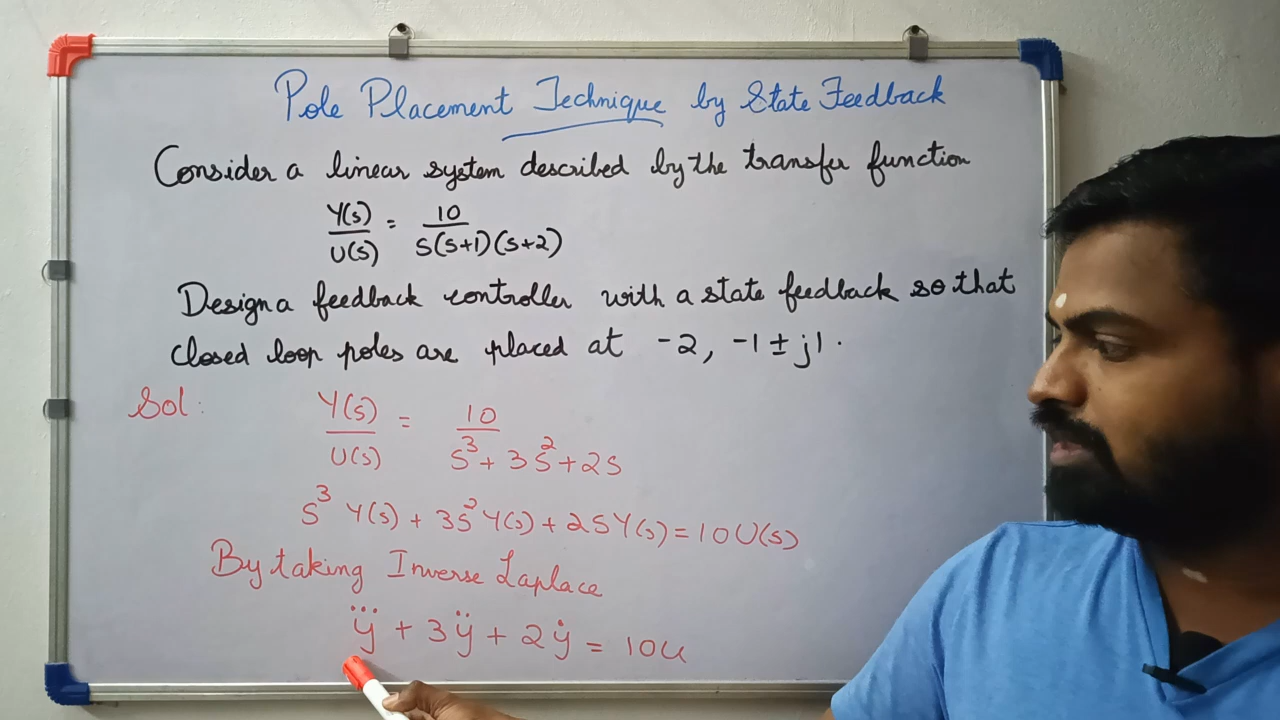 Pole Placement Technique by State Feedback
Consider a linear system described by the transfer function
Y(s)/U(s) = 10/S(S+1)(S+2)
Design a feedback controller with a state feedback so that
closed loop poles are placed at -2, -1 ± j1.
Sol:
Y(s)/U(s) = 10/S³ + 3S² + 2S
S³ Y(s) + 3S² Y(s) + 2S Y(s) = 10 U(s)
By taking Inverse Laplace
y⃛ + 3ÿ + 2ẏ = 10u